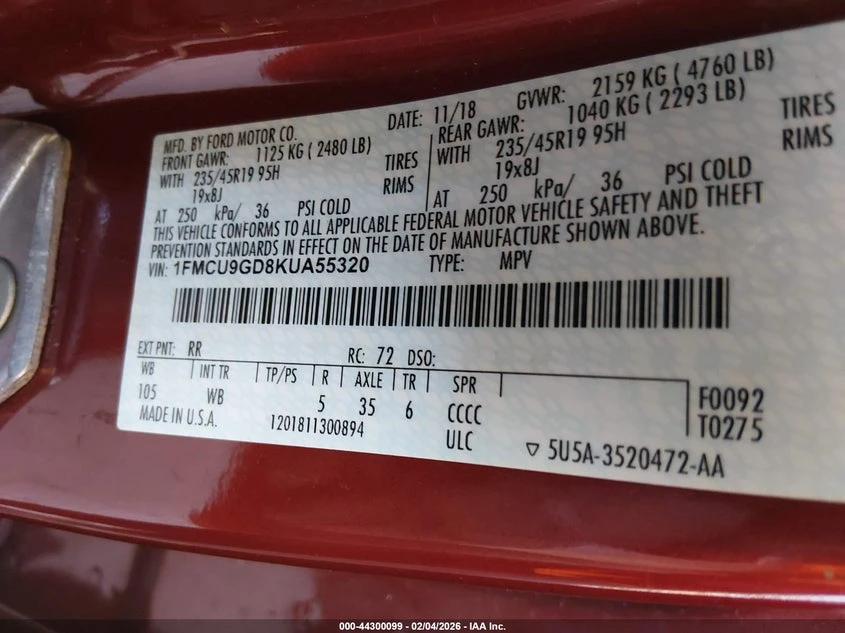 MFD. BY FORD MOTOR CO. DATE: 11/18 GVWR: 2159 KG ( 4760 LB)
FRONT GAWR: 1125 KG ( 2480 LB) REAR GAWR: 1040 KG ( 2293 LB)
WITH 235/45R19 95H TIRES WITH 235/45R19 95H TIRES
19x8J RIMS 19x8J RIMS
AT 250 kPa/ 36 PSI COLD AT 250 kPa/ 36 PSI COLD
THIS VEHICLE CONFORMS TO ALL APPLICABLE FEDERAL MOTOR VEHICLE SAFETY AND THEFT
PREVENTION STANDARDS IN EFFECT ON THE DATE OF MANUFACTURE SHOWN ABOVE.
VIN: 1FMCU9GD8KUA55320 TYPE: MPV
EXT PNT: RR RC: 72 DSO:
WB INT TR TP/PS R AXLE TR SPR
105 WB 5 35 6 CCCC F0092
MADE IN U.S.A. 1201811300894 ULC T0275
▽ 5U5A-3520472-AA
000-44300099 - 02/04/2026 - IAA Inc.